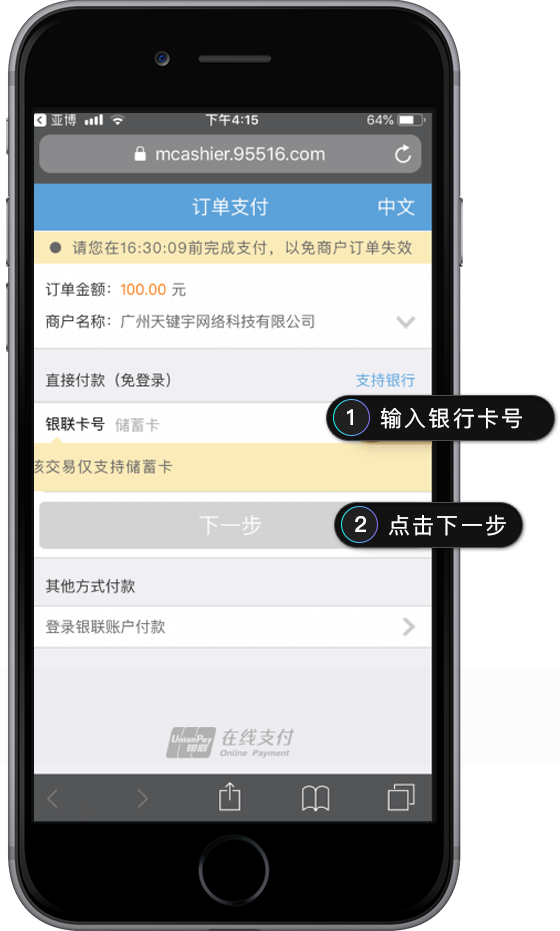 亚博 下午4:15 64%
mcashier.95516.com
订单支付 中文
请您在16:30:09前完成支付，以免商户订单失效
订单金额：100.00 元
商户名称：广州天键宇网络科技有限公司
直接付款（免登录） 支持银行
银联卡号 储蓄卡
1 输入银行卡号
该交易仅支持储蓄卡
下一步
2 点击下一步
其他方式付款
登录银联账户付款
UnionPay 银联 在线支付
Online Payment